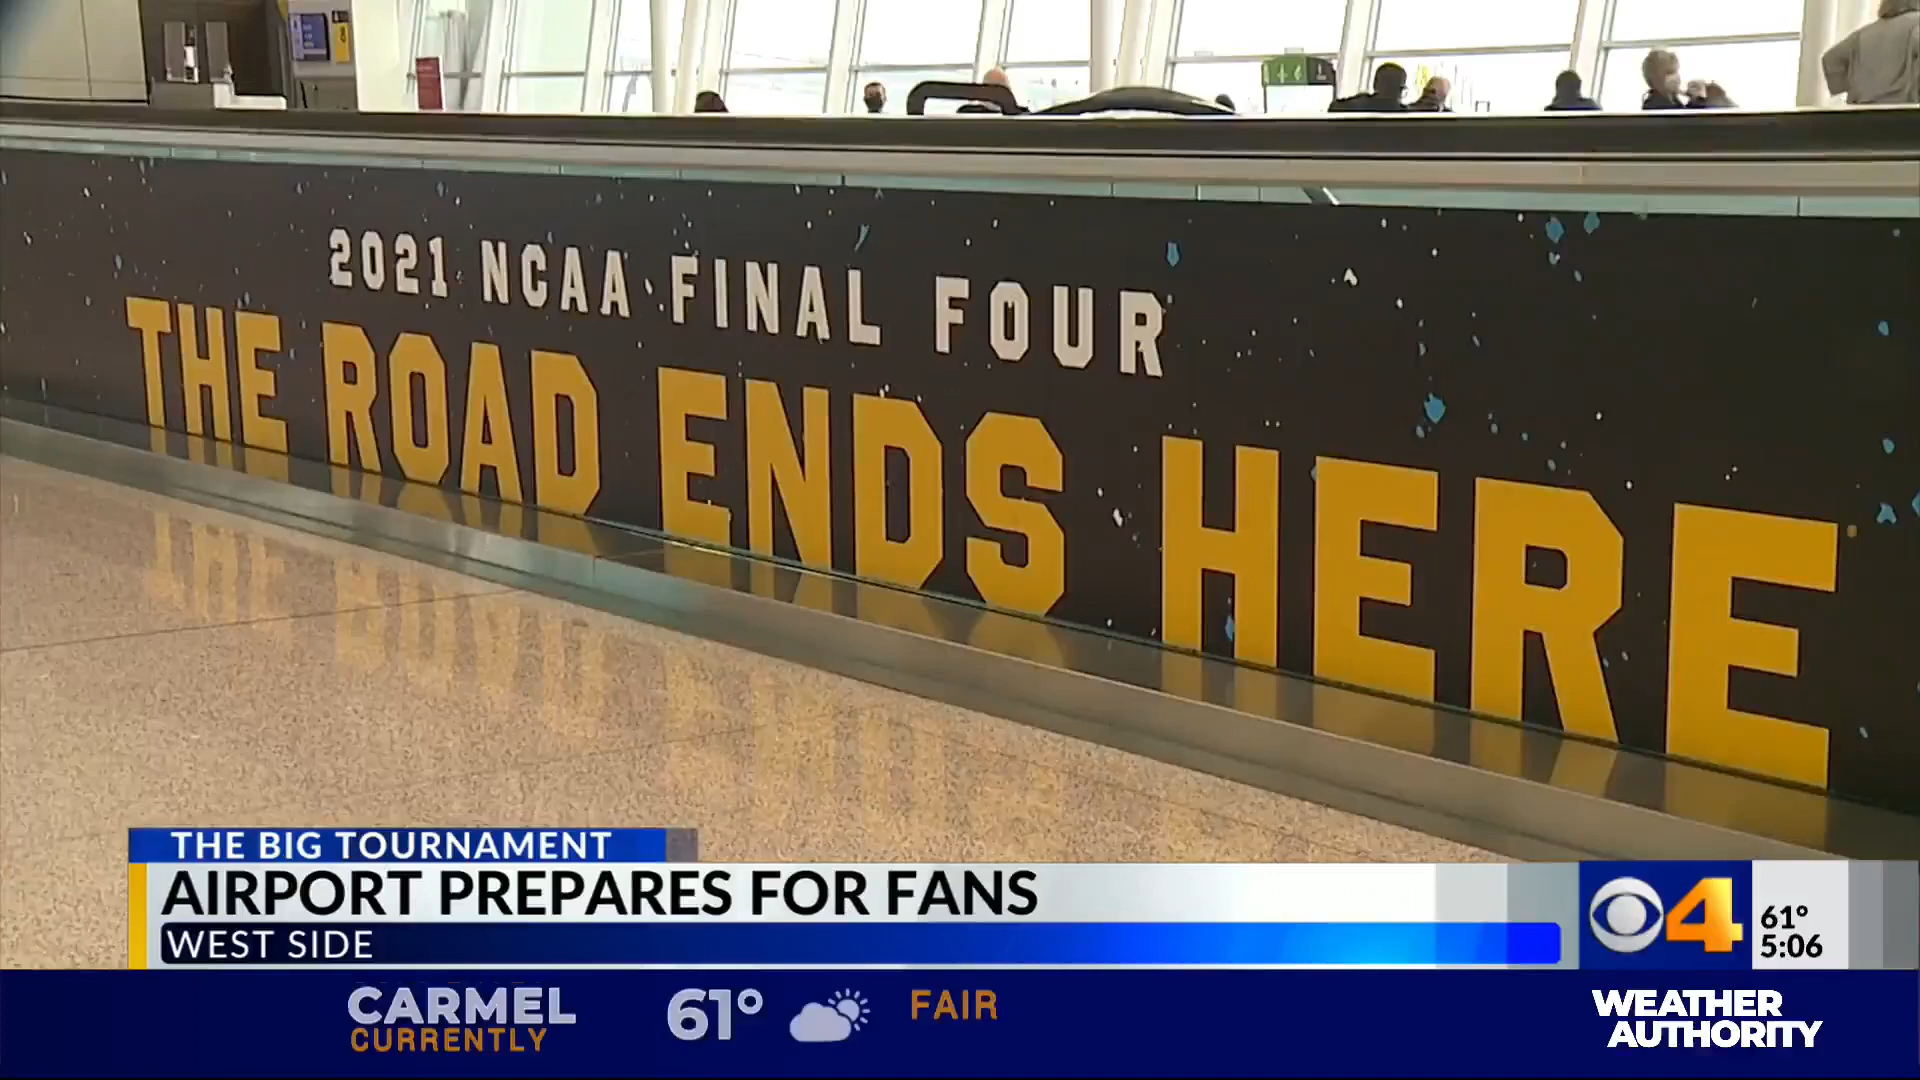 2021 NCAA FINAL FOUR
THE ROAD ENDS HERE
THE BIG TOURNAMENT
AIRPORT PREPARES FOR FANS
WEST SIDE
4
61°
5:06
CARMEL
CURRENTLY
61°
FAIR
WEATHER
AUTHORITY